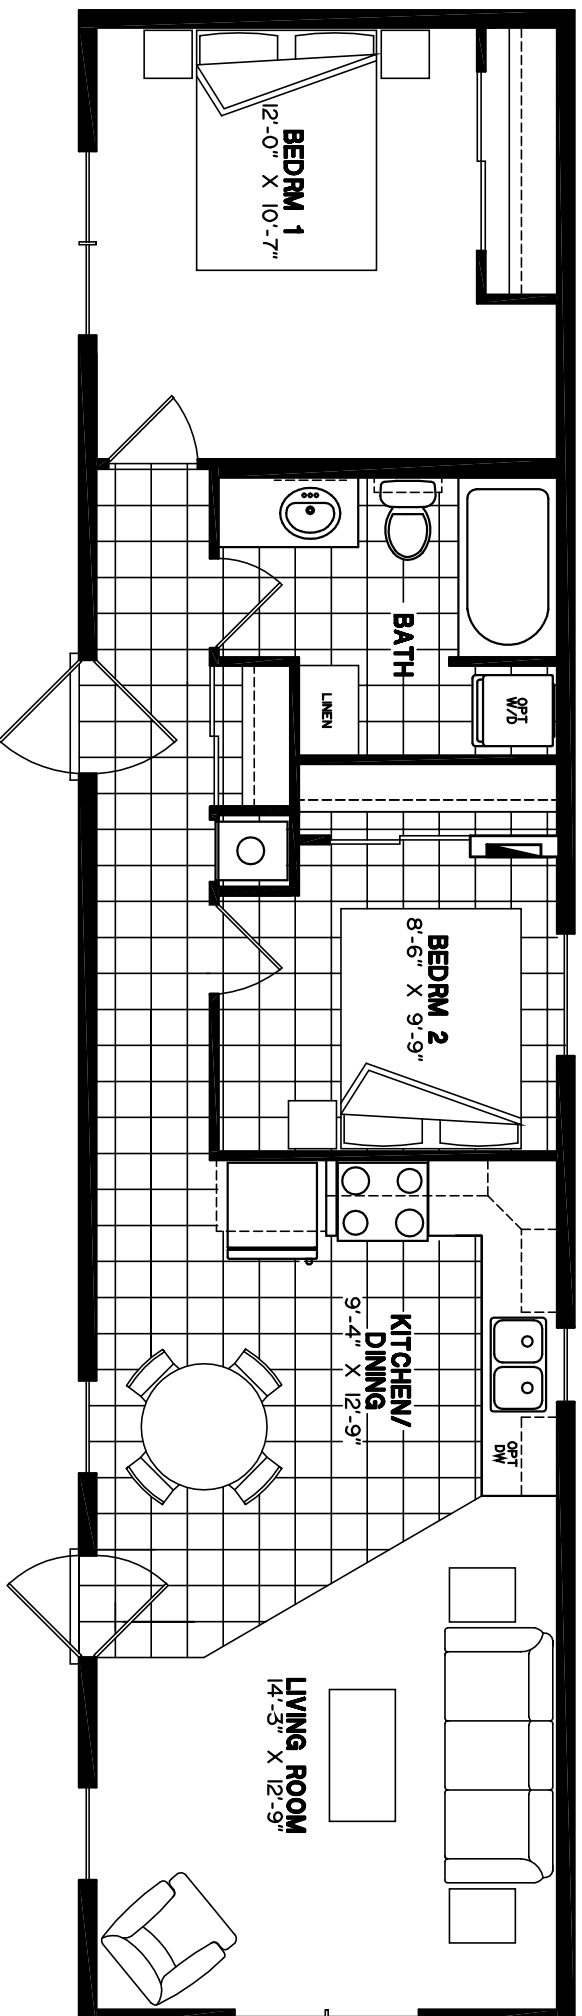 BEDRM 1
12'-0" X 10'-7"
BATH
LINEN
OPT
W/D
BEDRM 2
8'-6" X 9'-9"
KITCHEN/
DINING
9'-4" X 12'-9"
OPT
DW
LIVING ROOM
14'-3" X 12'-9"